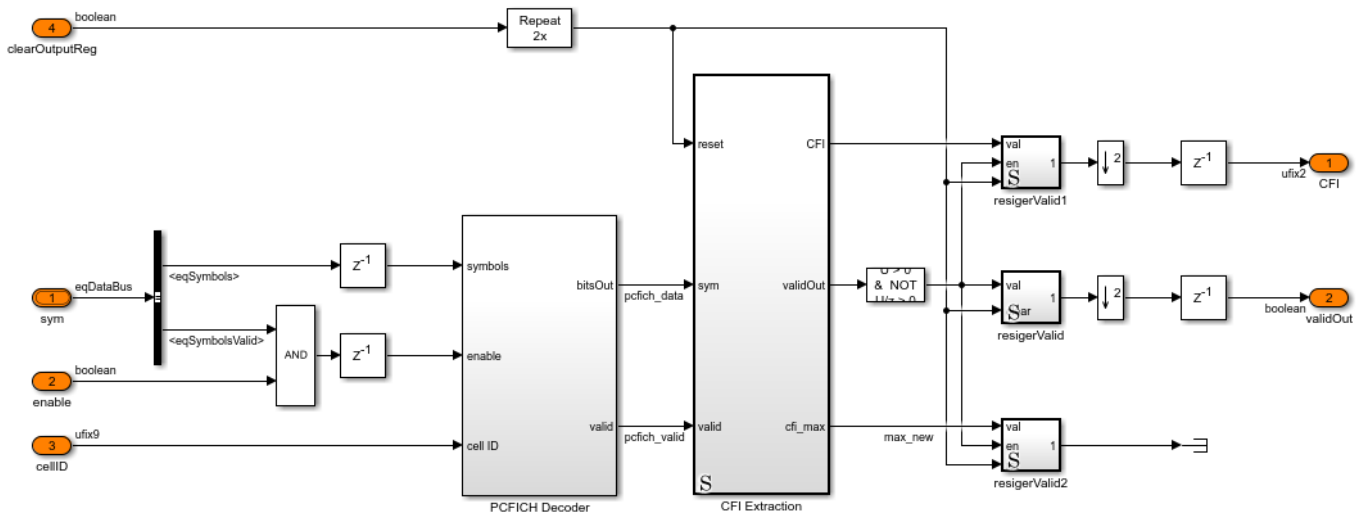 4
boolean
clearOutputReg
Repeat
2x
reset
CFI
val
en
1
S
resigerValid1
2
Z-1
ufix2
1
CFI
1
eqDataBus
sym
<eqSymbols>
Z-1
symbols
bitsOut
pcfich_data
sym
validOut
U > 0
& NOT
U/z > 0
val
S
ar
1
resigerValid
2
Z-1
boolean
2
validOut
<eqSymbolsValid>
AND
Z-1
enable
2
boolean
enable
3
ufix9
cellID
cell ID
valid
pcfich_valid
valid
cfi_max
max_new
val
en
1
S
resigerValid2
S
PCFICH Decoder
CFI Extraction